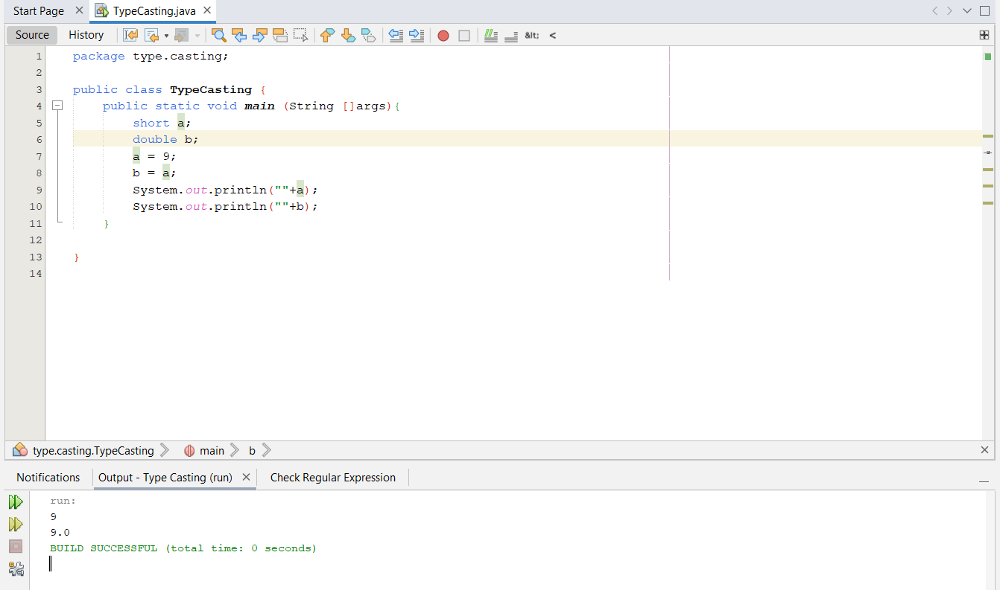 Start Page TypeCasting.java
Source History &lt; <
1 package type.casting;
2
3 public class TypeCasting {
4 public static void main (String []args){
5 short a;
6 double b;
7 a = 9;
8 b = a;
9 System.out.println(""+a);
10 System.out.println(""+b);
11 }
12
13 }
14
type.casting.TypeCasting main b
Notifications Output - Type Casting (run) Check Regular Expression
run:
9
9.0
BUILD SUCCESSFUL (total time: 0 seconds)